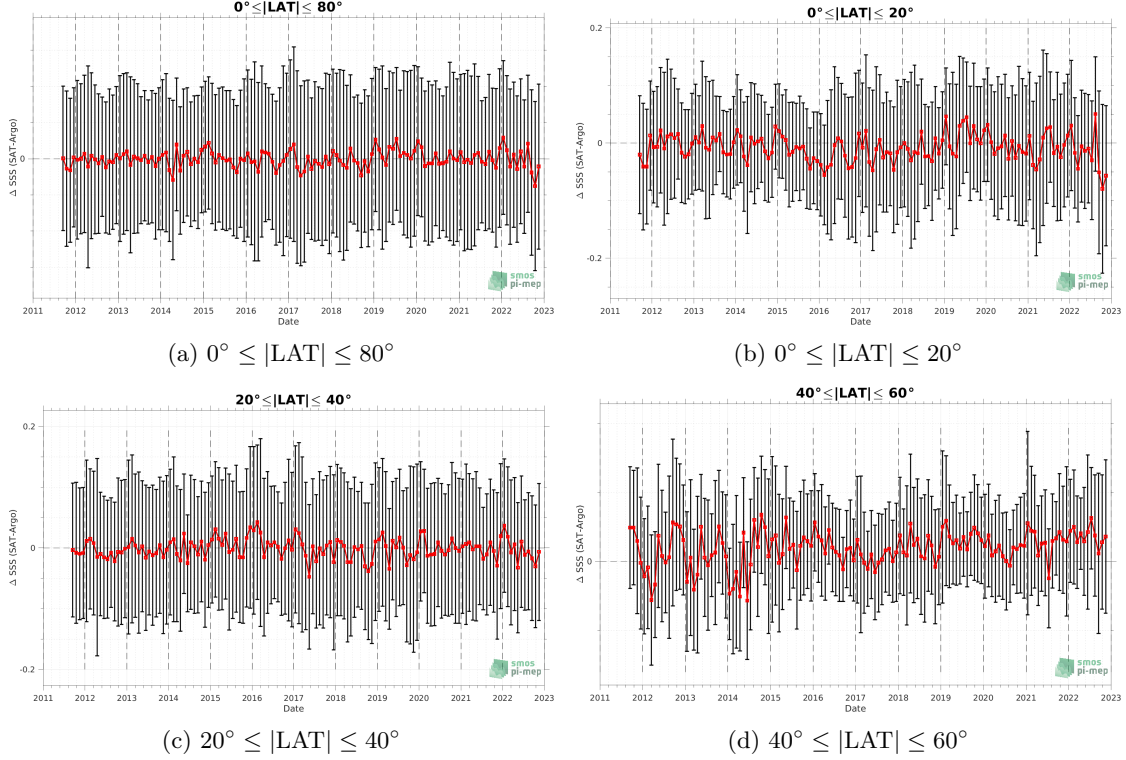 0°≤|LAT|≤ 80°
Δ SSS (SAT-Argo)
0
2011 2012 2013 2014 2015 2016 2017 2018 2019 2020 2021 2022 2023
Date
smos
pi-mep
(a) 0° ≤ |LAT| ≤ 80°
0°≤|LAT|≤ 20°
Δ SSS (SAT-Argo)
0.2
0
-0.2
2011 2012 2013 2014 2015 2016 2017 2018 2019 2020 2021 2022 2023
Date
smos
pi-mep
(b) 0° ≤ |LAT| ≤ 20°
20°≤|LAT|≤ 40°
Δ SSS (SAT-Argo)
0.2
0
-0.2
2011 2012 2013 2014 2015 2016 2017 2018 2019 2020 2021 2022 2023
Date
smos
pi-mep
(c) 20° ≤ |LAT| ≤ 40°
40°≤|LAT|≤ 60°
Δ SSS (SAT-Argo)
0
2011 2012 2013 2014 2015 2016 2017 2018 2019 2020 2021 2022 2023
Date
smos
pi-mep
(d) 40° ≤ |LAT| ≤ 60°